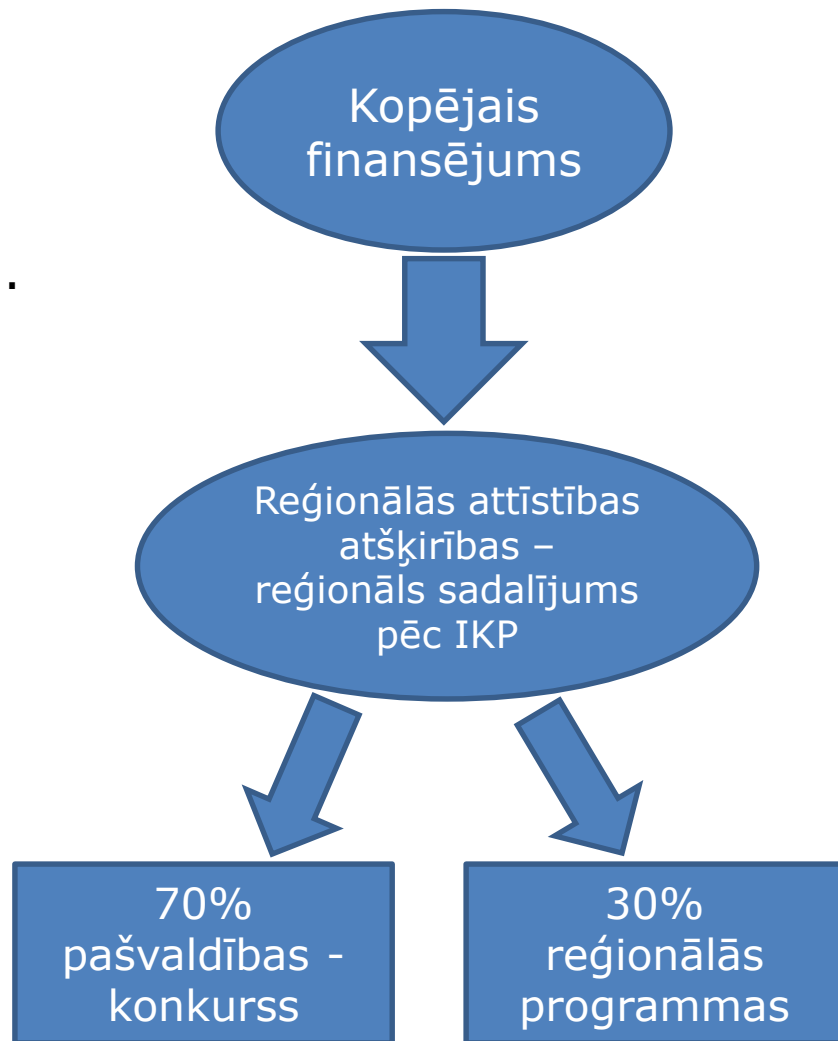 Kopējais
finansējums
.
Reģionālās attīstības
atšķirības –
reģionāls sadalījums
pēc IKP
70%
pašvaldības -
konkurss
30%
reģionālās
programmas